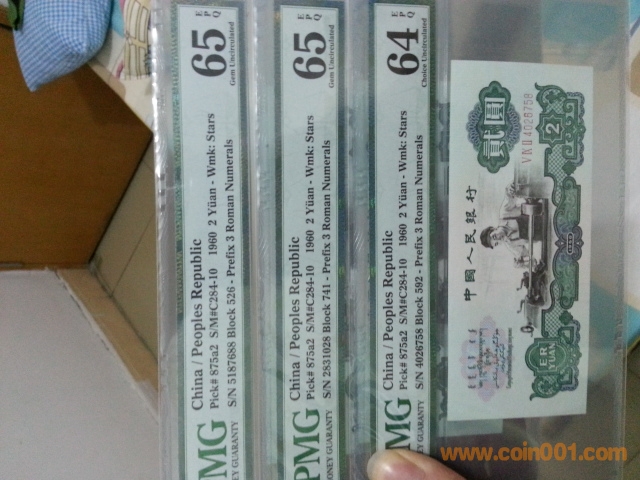 PMG
China / Peoples Republic
Pick# 875a2 S/M#C284-10 1960 2 Yüan - Wmk: Stars
S/N 5187688 Block 526 - Prefix 3 Roman Numerals
65
EPQ
Gem Uncirculated
PMG
China / Peoples Republic
Pick# 875a2 S/M#C284-10 1960 2 Yüan - Wmk: Stars
S/N 2831028 Block 741 - Prefix 3 Roman Numerals
65
EPQ
Gem Uncirculated
MG
China / Peoples Republic
Pick# 875a2 S/M#C284-10 1960 2 Yüan - Wmk: Stars
S/N 4026758 Block 592 - Prefix 3 Roman Numerals
64
EPQ
Choice Uncirculated
ONEY GUARANTY
中国人民银行
贰圆
4026758
2
YUAN
www.coin001.com